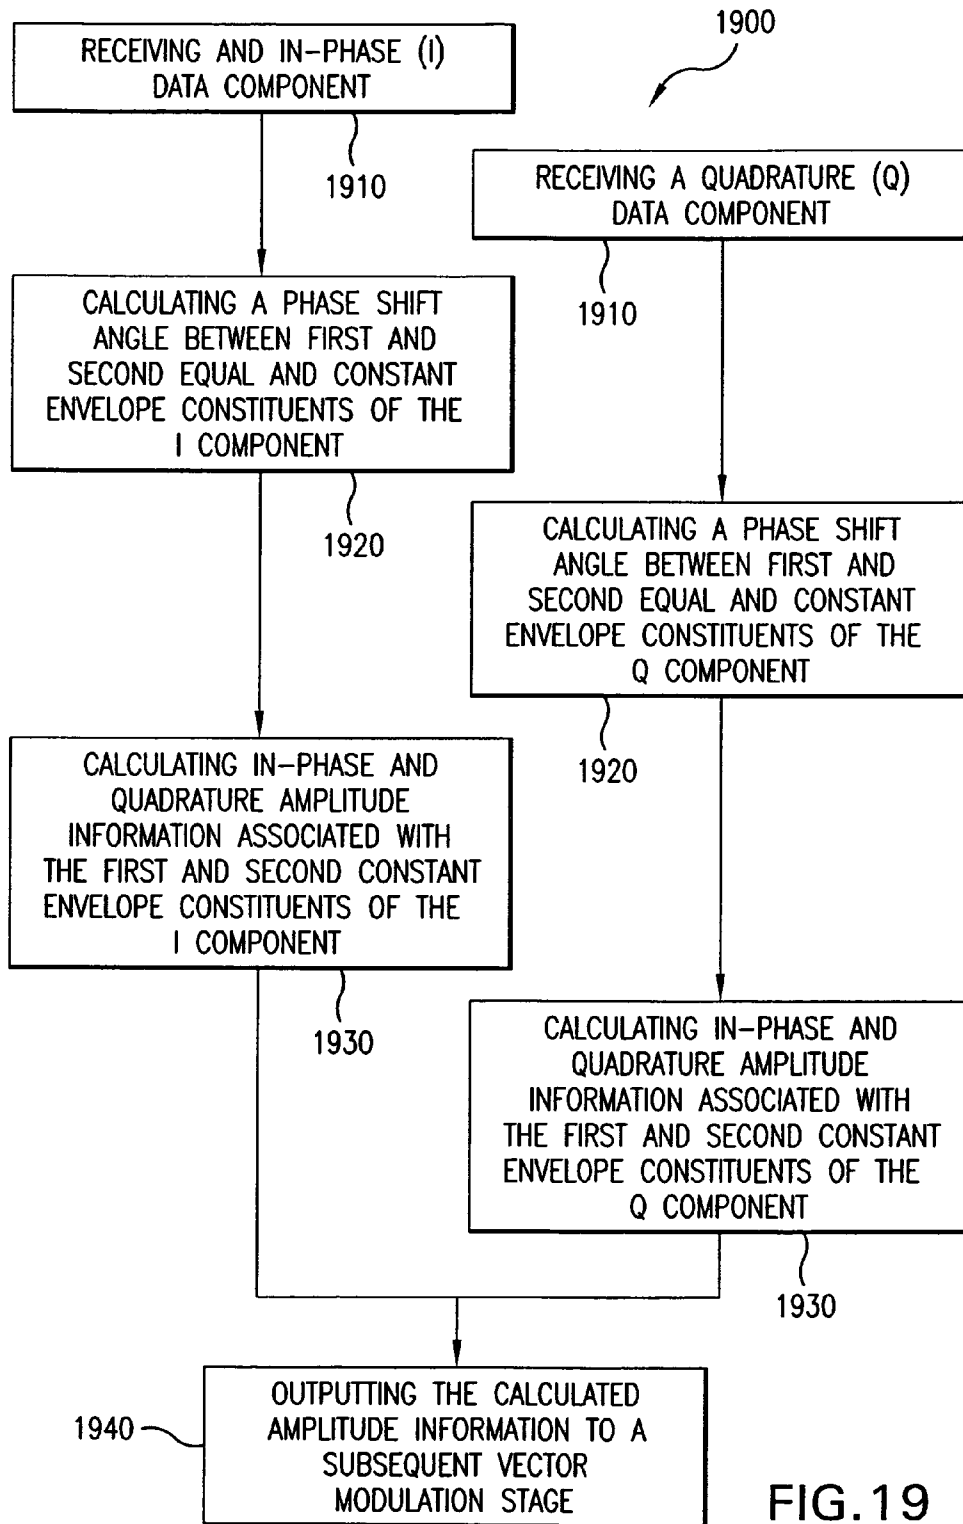 1900
RECEIVING AND IN-PHASE (I)
DATA COMPONENT
1910
RECEIVING A QUADRATURE (Q)
DATA COMPONENT
1910
CALCULATING A PHASE SHIFT
ANGLE BETWEEN FIRST AND
SECOND EQUAL AND CONSTANT
ENVELOPE CONSTITUENTS OF THE
I COMPONENT
1920
CALCULATING A PHASE SHIFT
ANGLE BETWEEN FIRST AND
SECOND EQUAL AND CONSTANT
ENVELOPE CONSTITUENTS OF THE
Q COMPONENT
1920
CALCULATING IN-PHASE AND
QUADRATURE AMPLITUDE
INFORMATION ASSOCIATED WITH
THE FIRST AND SECOND CONSTANT
ENVELOPE CONSTITUENTS OF THE
I COMPONENT
1930
CALCULATING IN-PHASE AND
QUADRATURE AMPLITUDE
INFORMATION ASSOCIATED WITH
THE FIRST AND SECOND CONSTANT
ENVELOPE CONSTITUENTS OF THE
Q COMPONENT
1930
1940
OUTPUTTING THE CALCULATED
AMPLITUDE INFORMATION TO A
SUBSEQUENT VECTOR
MODULATION STAGE
FIG.19